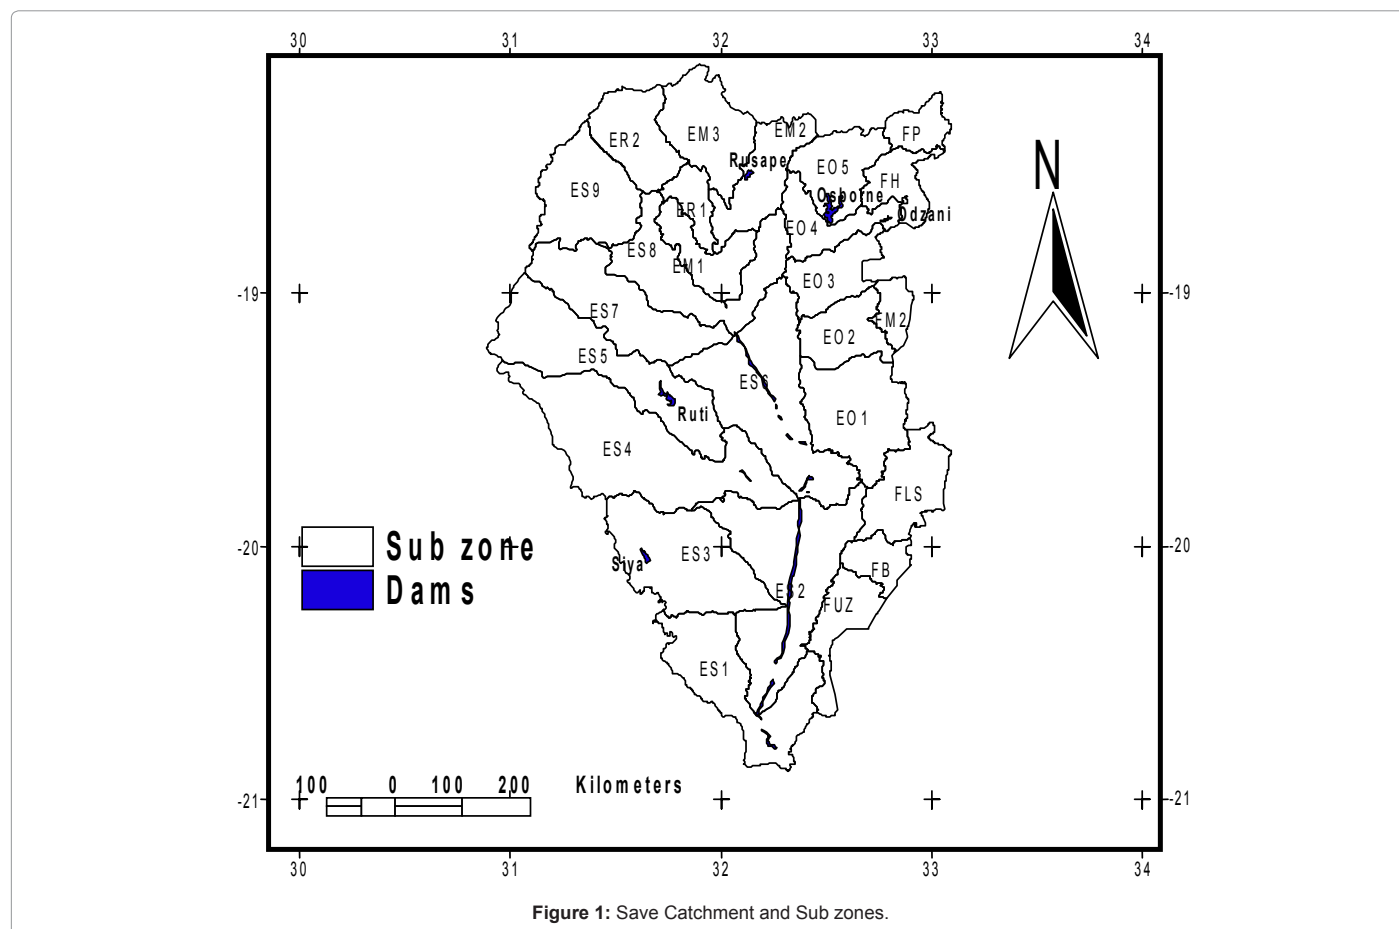 30 31 32 33 34
FP
EM2
EM3
ER2
Rusape
EO5
FH
ES9
Osborne
ER1
Odzani
EO4
ES8
EM1
EO3
-19 -19
ES7
EM2
EO2
ES5
ES6
Ruti
EO1
ES4
FLS
Sub zone
-20 -20
ES3
Siya
FB
Dams
ES2
FUZ
ES1
100 0 100 200 Kilometers
-21 -21
30 31 32 33 34
N
Figure 1: Save Catchment and Sub zones.